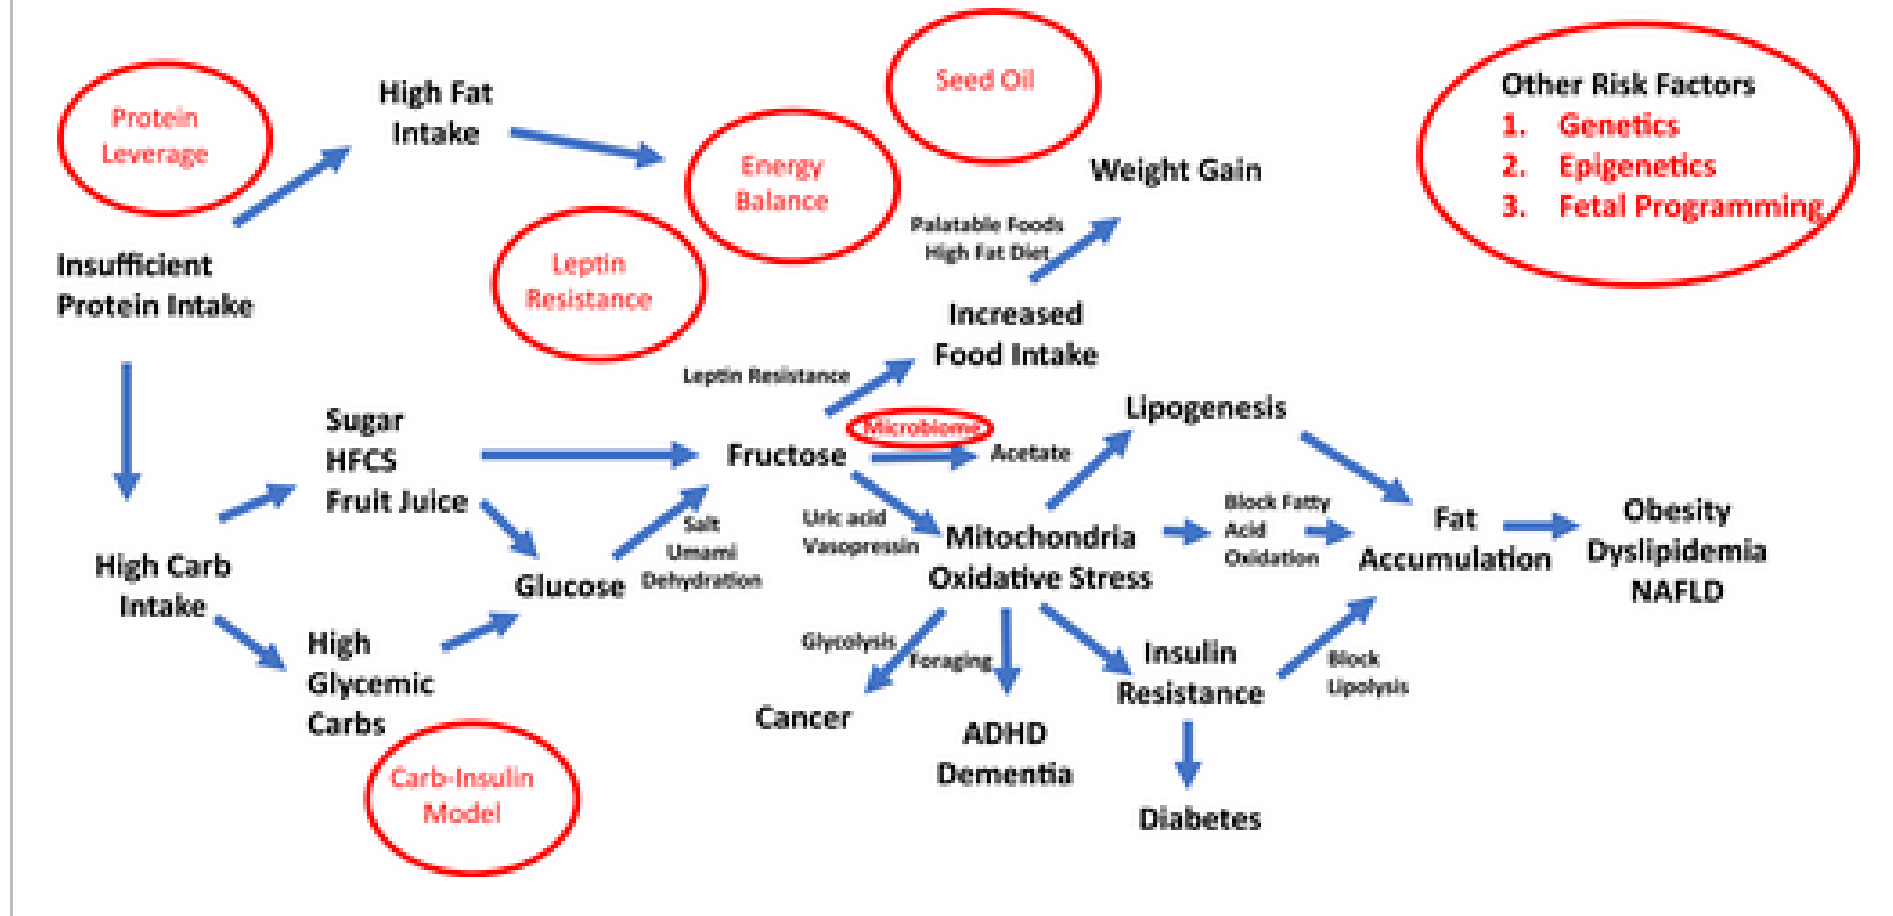 Protein
Leverage
High Fat
Intake
Energy
Balance
Seed Oil
Weight Gain
Other Risk Factors
1. Genetics
2. Epigenetics
3. Fetal Programming
Insufficient
Protein Intake
Leptin
Resistance
Palatable Foods
High Fat Diet
Increased
Food Intake
Leptin Resistance
Microbiome
Sugar
HFCS
Fruit Juice
Fructose
Acetate
Lipogenesis
High Carb
Intake
Glucose
Salt
Umami
Dehydration
Uric acid
Vasopressin
Mitochondria
Oxidative Stress
Block Fatty
Acid
Oxidation
Fat
Accumulation
Obesity
Dyslipidemia
NAFLD
High
Glycemic
Carbs
Glycolysis
Foraging
Cancer
ADHD
Dementia
Insulin
Resistance
Block
Lipolysis
Diabetes
Carb-Insulin
Model